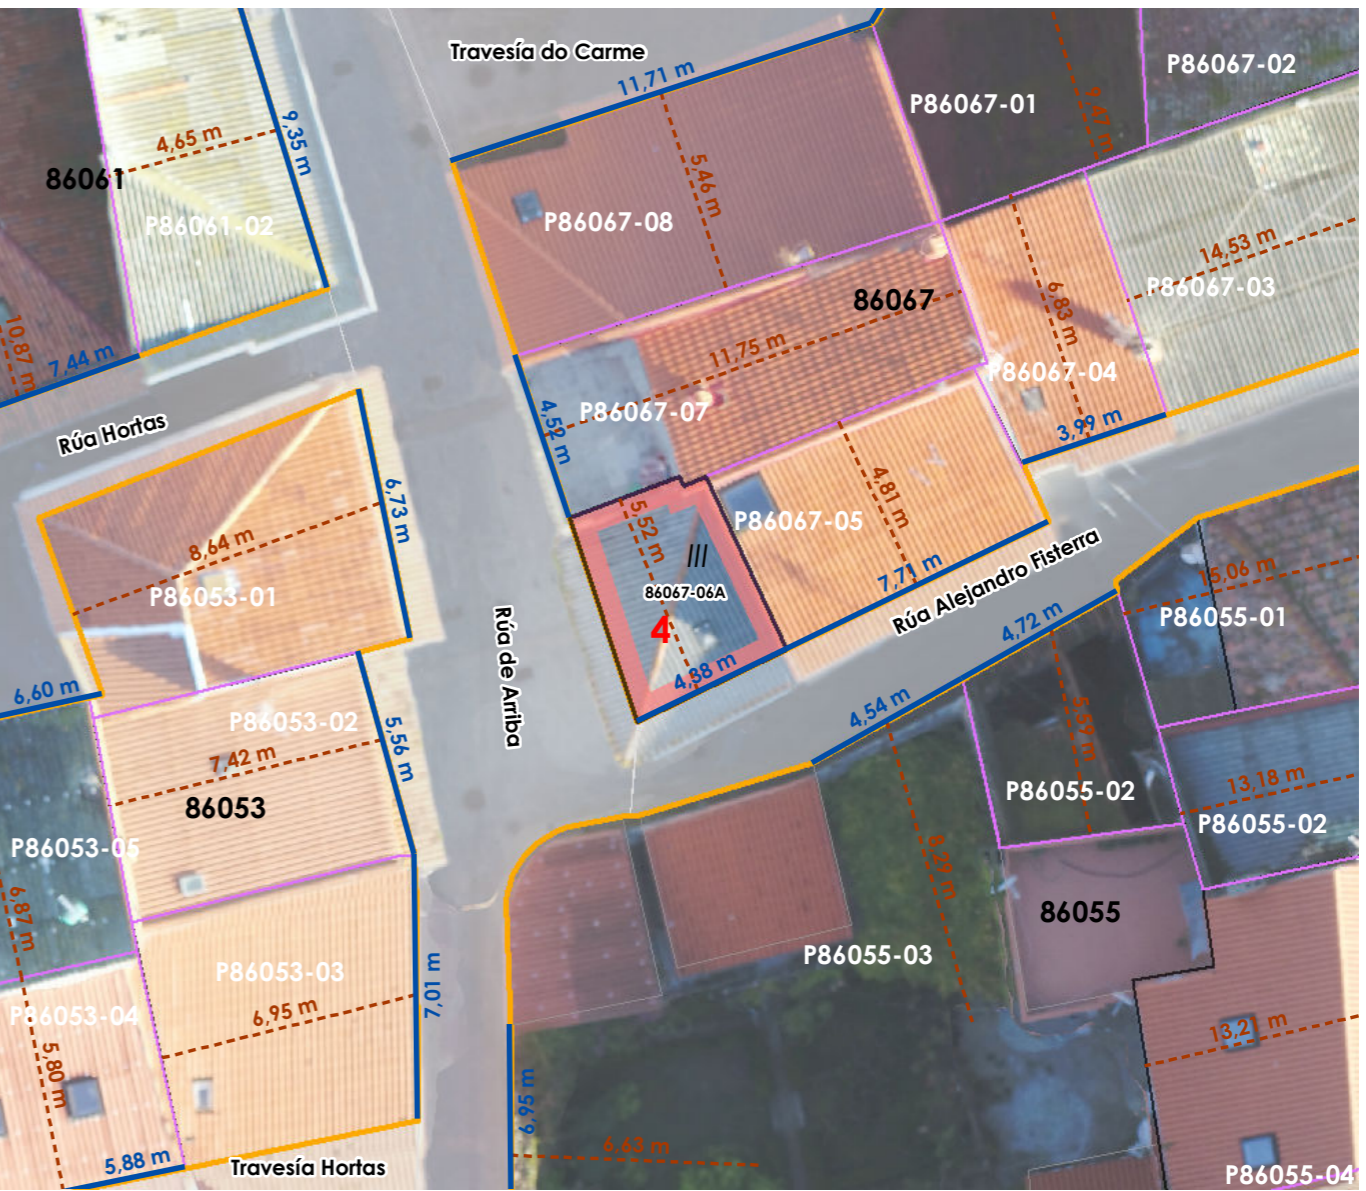 Travesía do Carme
11,71 m
P86067-02
P86067-01
9,47 m
9,35 m
4,65 m
86061
P86061-02
5,46 m
P86067-08
14,53 m
P86067-03
86067
6,83 m
10,87 m
7,44 m
11,75 m
P86067-04
4,52 m
P86067-07
3,99 m
Rúa Hortas
6,73 m
4,81 m
5,52 m
P86067-05
8,64 m
III
86067-06A
7,71 m
Rúa Alejandro Fisterra
15,06 m
P86053-01
4
P86055-01
4,72 m
Rúa de Arriba
4,38 m
6,60 m
4,54 m
P86053-02
5,56 m
5,59 m
7,42 m
13,18 m
P86055-02
86053
P86055-02
P86053-05
8,29 m
6,87 m
86055
P86055-03
P86053-03
7,01 m
6,95 m
P86053-04
13,21 m
5,80 m
6,95 m
6,63 m
5,88 m
Travesía Hortas
P86055-04